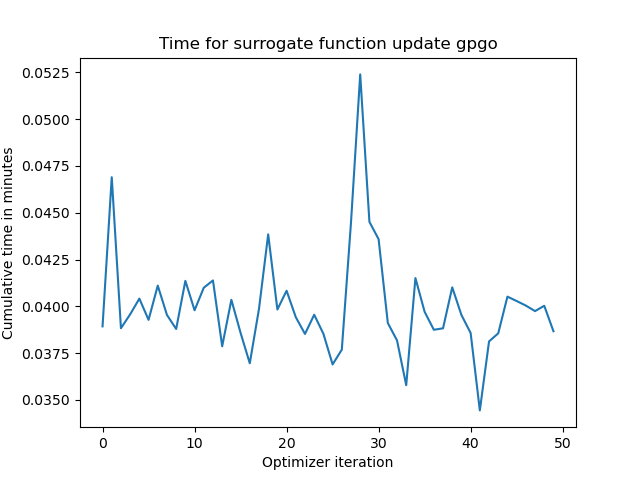 Time for surrogate function update gpgo
Cumulative time in minutes
0.0525
0.0500
0.0475
0.0450
0.0425
0.0400
0.0375
0.0350
0 10 20 30 40 50
Optimizer iteration